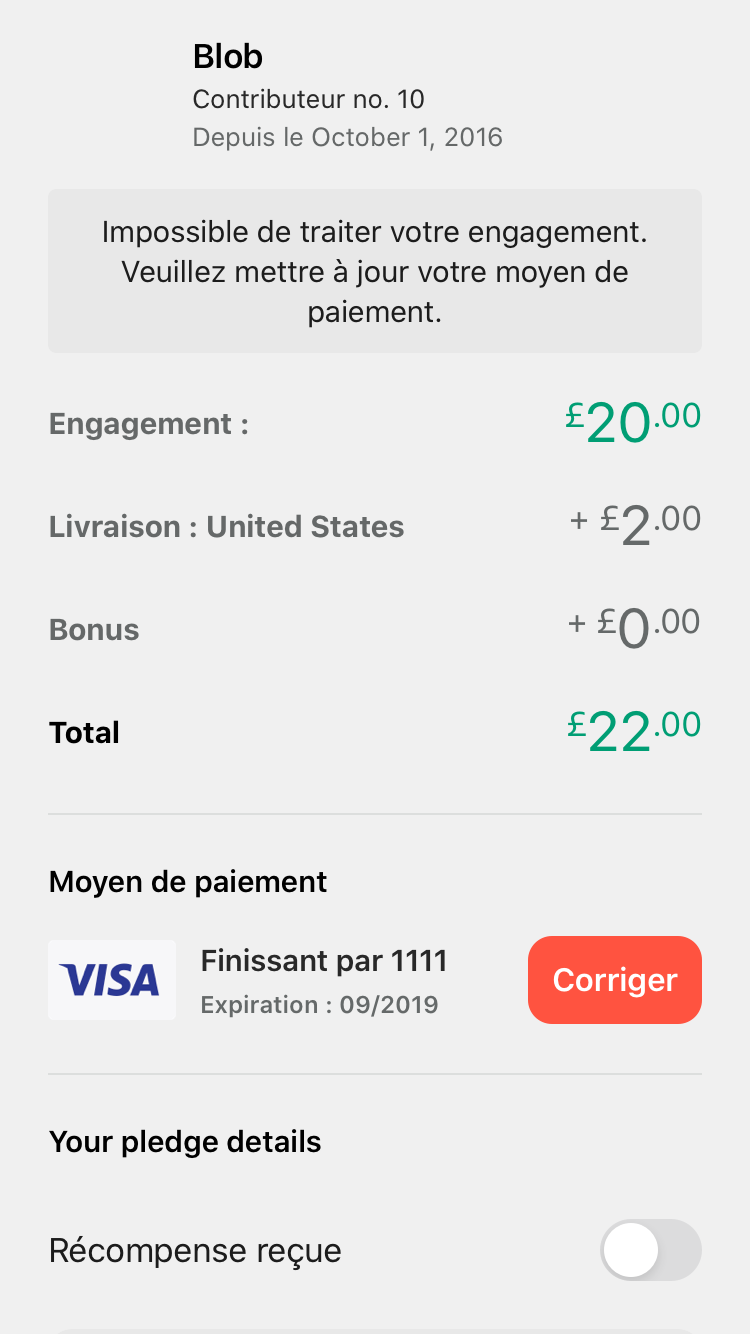 Blob
Contributeur no. 10
Depuis le October 1, 2016
Impossible de traiter votre engagement.
Veuillez mettre à jour votre moyen de
paiement.
Engagement : £20.00
Livraison : United States + £2.00
Bonus + £0.00
Total £22.00
Moyen de paiement
VISA
Finissant par 1111
Expiration : 09/2019
Corriger
Your pledge details
Récompense reçue